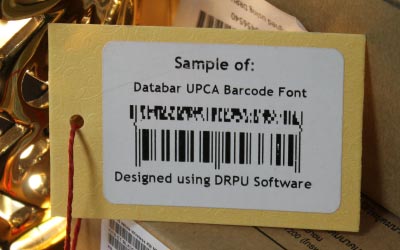 Sample of:
Databar UPCA Barcode Font
Designed using DRPU Software